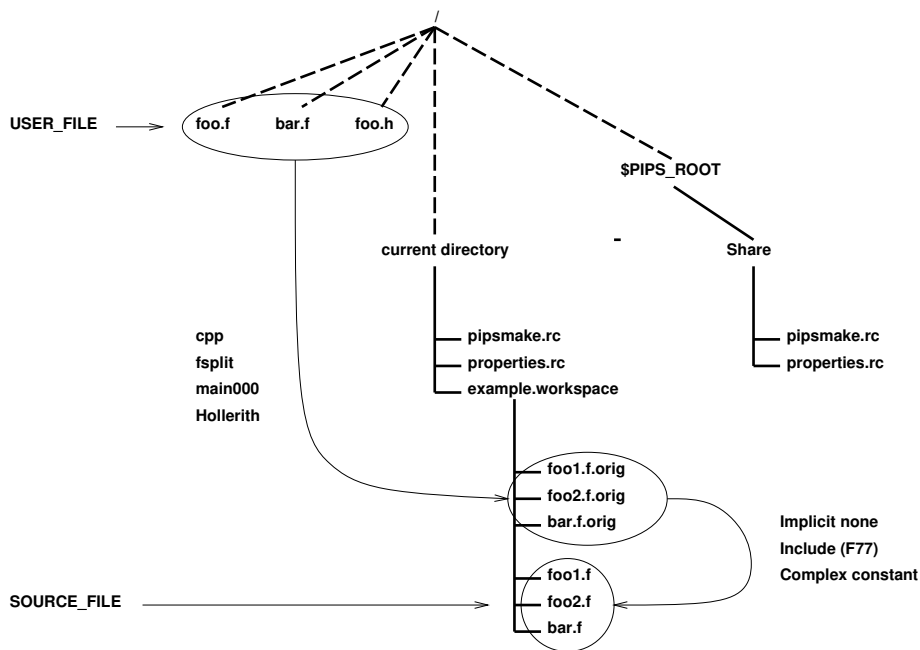 /
foo.f bar.f foo.h
USER_FILE
$PIPS_ROOT
current directory
-
Share
cpp
fsplit
main000
Hollerith
pipsmake.rc
properties.rc
example.workspace
pipsmake.rc
properties.rc
foo1.f.orig
foo2.f.orig
bar.f.orig
Implicit none
Include (F77)
Complex constant
foo1.f
foo2.f
bar.f
SOURCE_FILE